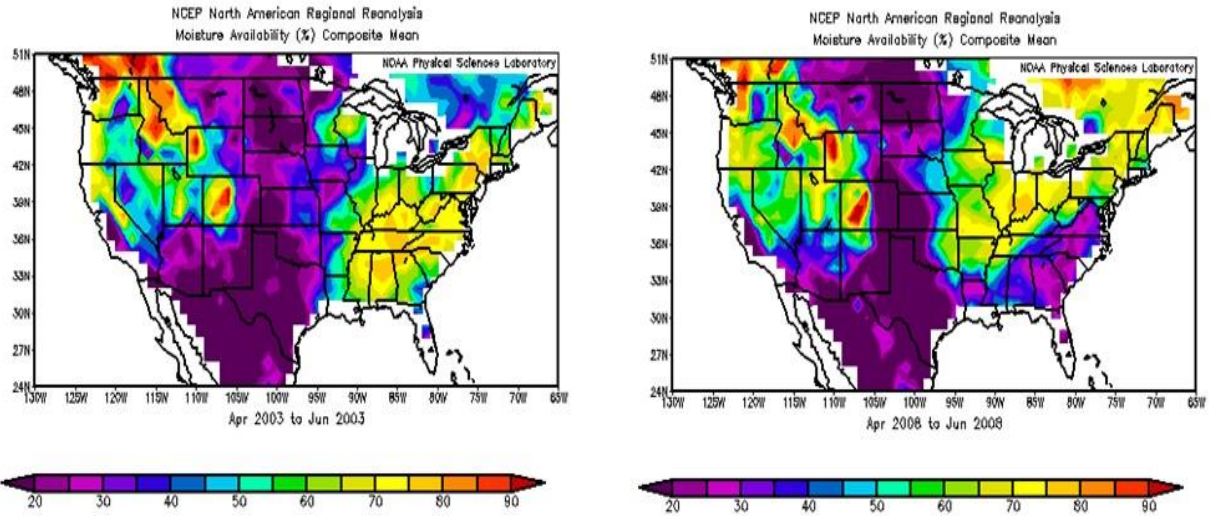 NCEP North American Regional Reanalysis
Moisture Availability (%) Composite Mean
NOAA Physical Sciences Laboratory
51N
48N
45N
42N
39N
36N
33N
30N
27N
24N
130W 125W 120W 115W 110W 105W 100W 95W 90W 85W 80W 75W 70W 65W
Apr 2003 to Jun 2003
20 30 40 50 60 70 80 90
NCEP North American Regional Reanalysis
Moisture Availability (%) Composite Mean
NOAA Physical Sciences Laboratory
51N
48N
45N
42N
39N
36N
33N
30N
27N
24N
130W 125W 120W 115W 110W 105W 100W 95W 90W 85W 80W 75W 70W 65W
Apr 2008 to Jun 2008
20 30 40 50 60 70 80 90